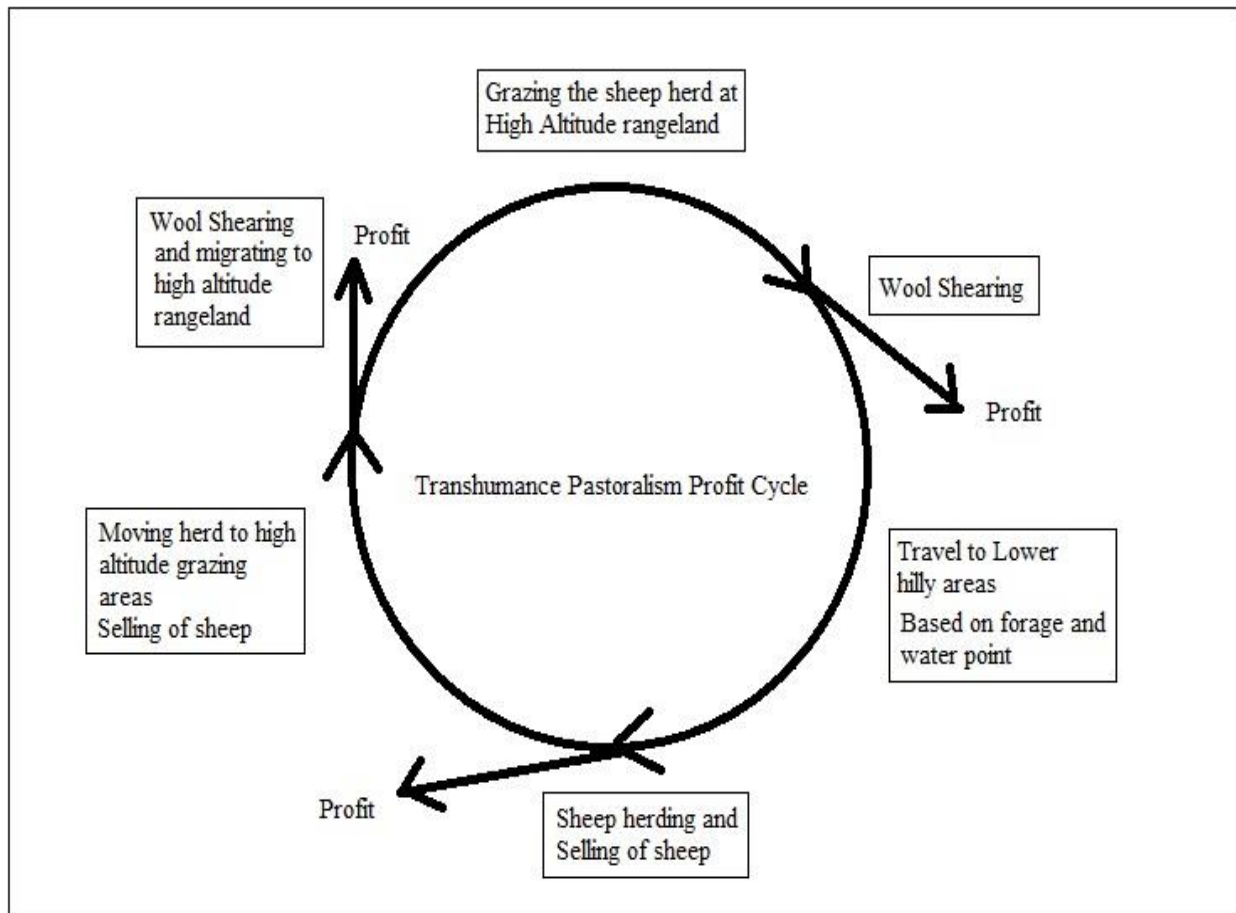 Grazing the sheep herd at
High Altitude rangeland
Wool Shearing
and migrating to
high altitude
rangeland
Profit
Wool Shearing
Profit
Transhumance Pastoralism Profit Cycle
Moving herd to high
altitude grazing
areas
Selling of sheep
Travel to Lower
hilly areas
Based on forage and
water point
Profit
Sheep herding and
Selling of sheep